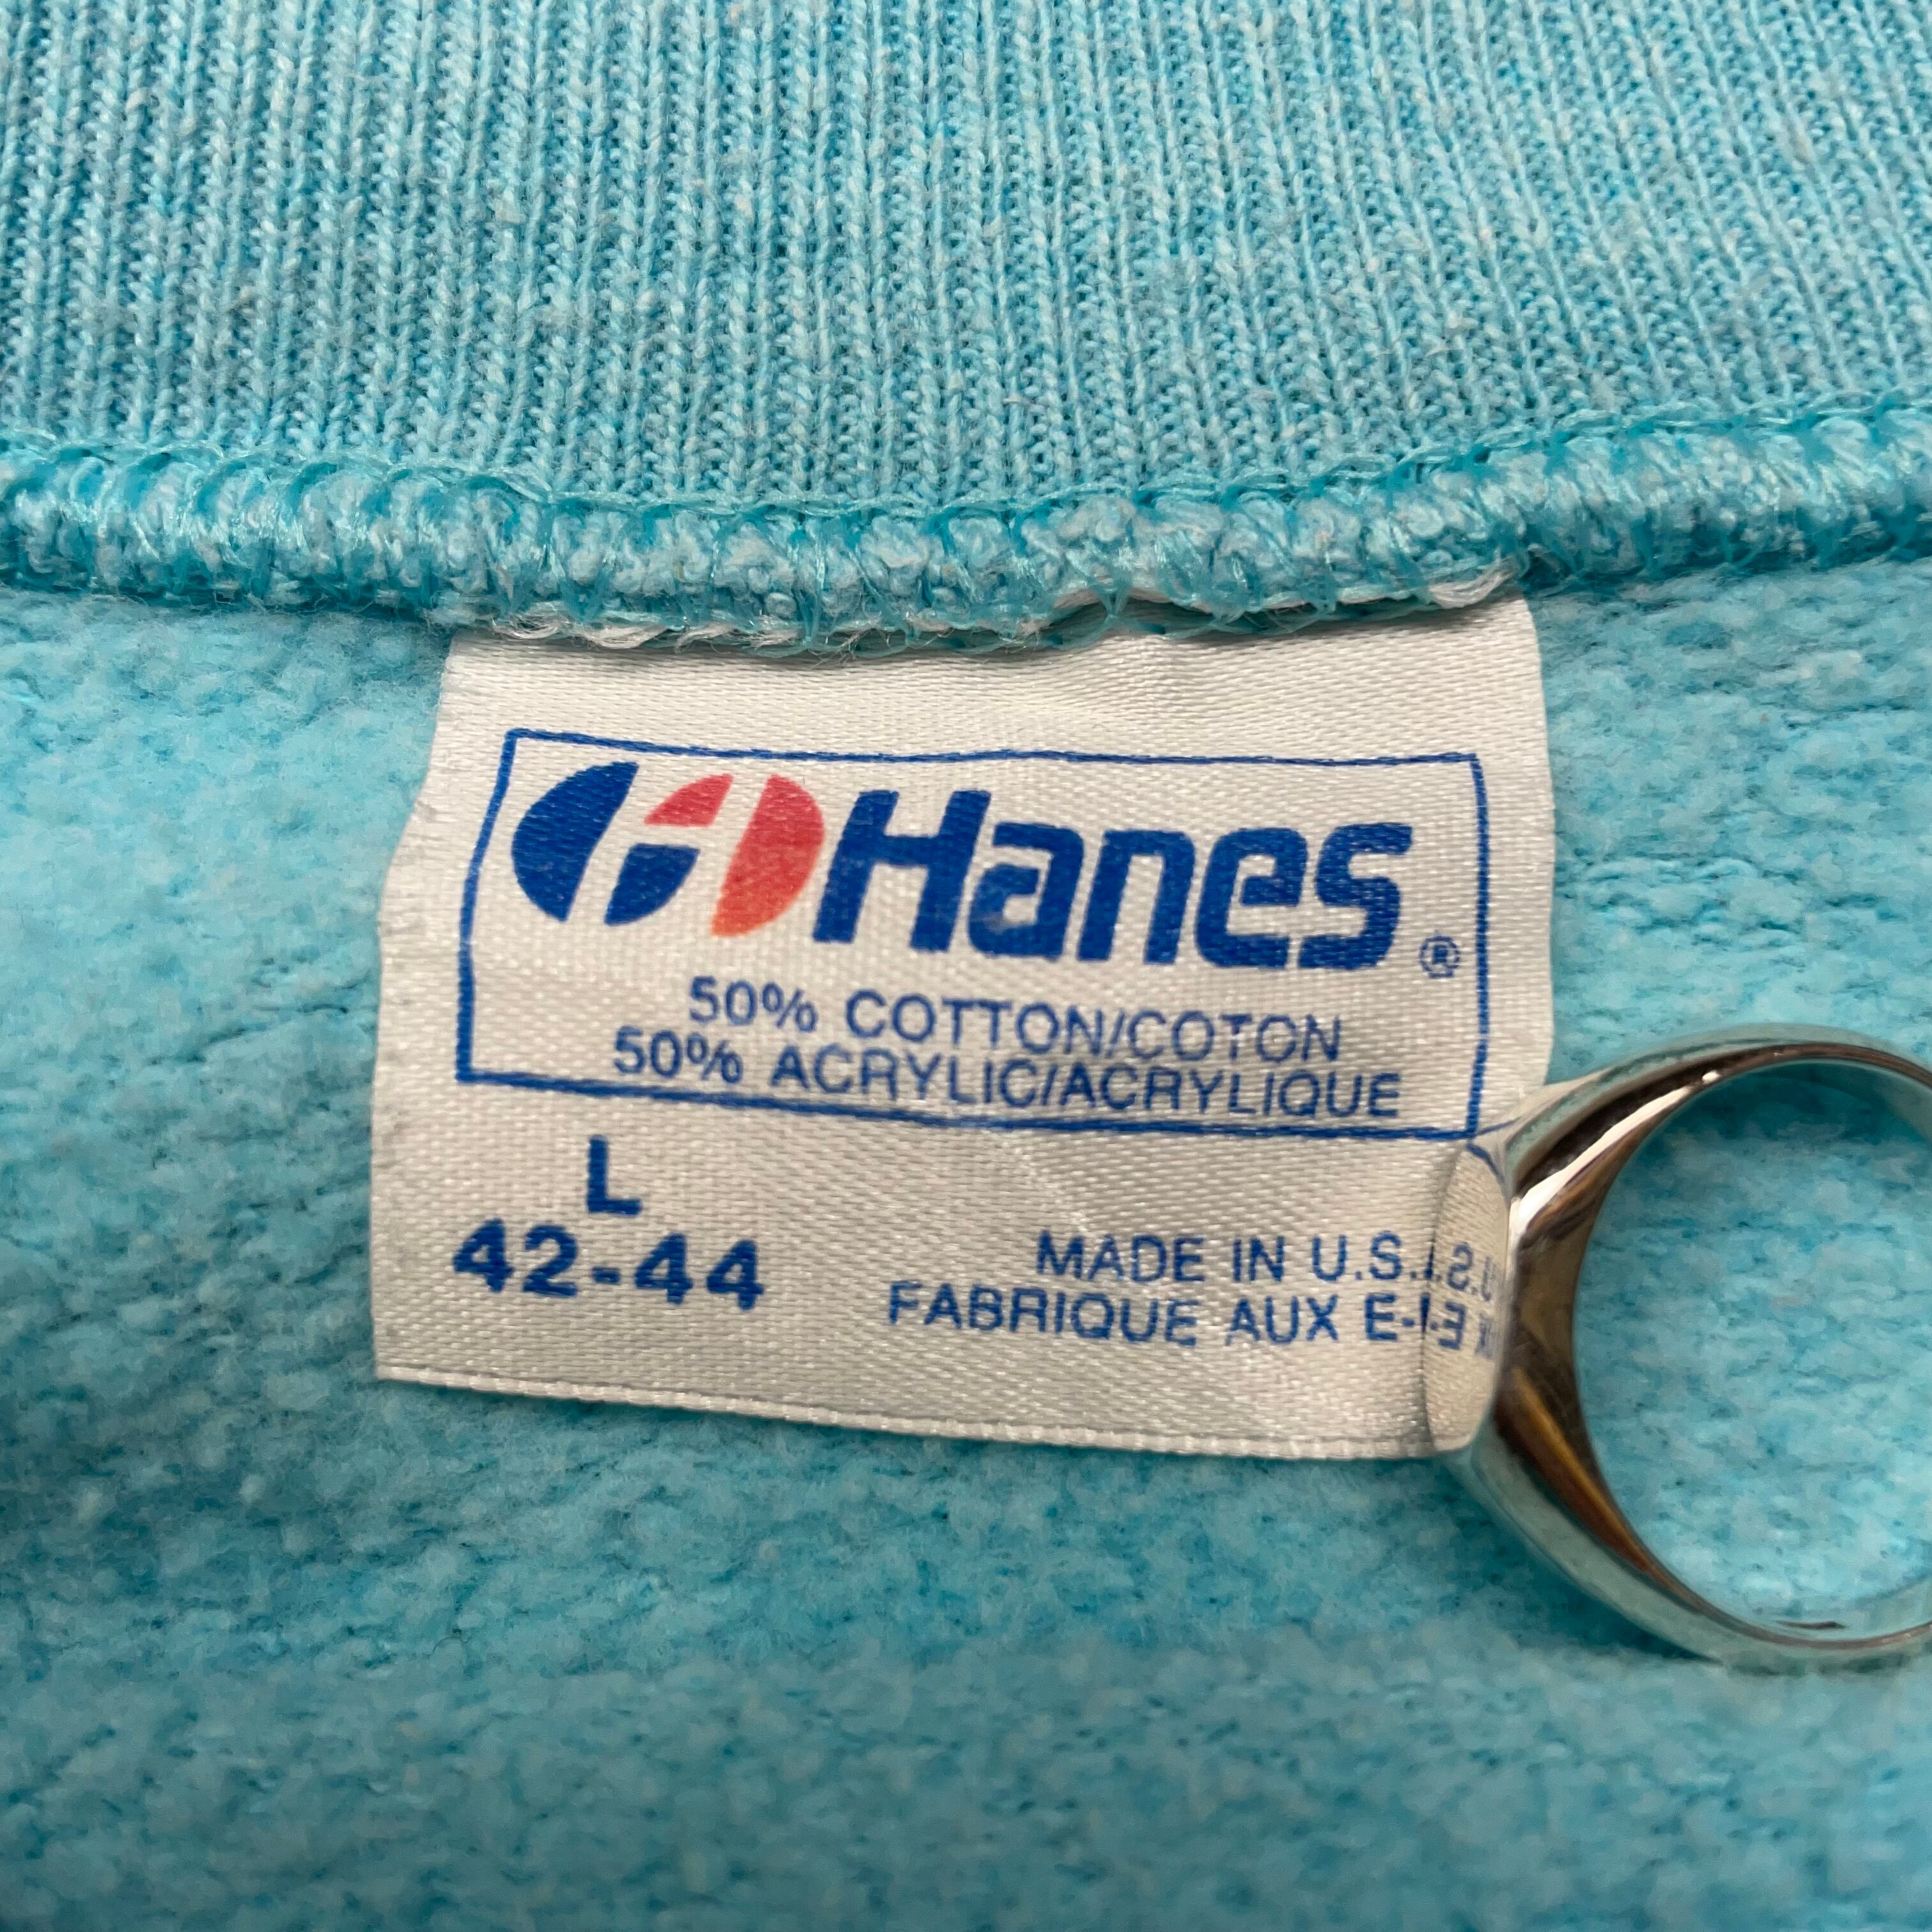 Hanes®
50% COTTON/COTON
50% ACRYLIC/ACRYLIQUE
L
42-44
MADE IN U.S.
FABRIQUE AUX E-